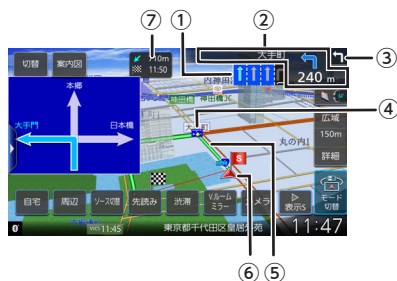 ⑦
①
②
③
切替
案内図
10m
11:50
大手町
240 m
内神田
神田橋
本郷
大手門
日本橋
④
丸の内1
広域
150m
詳細
S
自宅
周辺
ソース切替
先読み
渋滞
V.ルーム
ミラー
カメラ
表示S
モード
切替
VICS 11:45
東京都千代田区皇居外苑
11:47
⑥
⑤